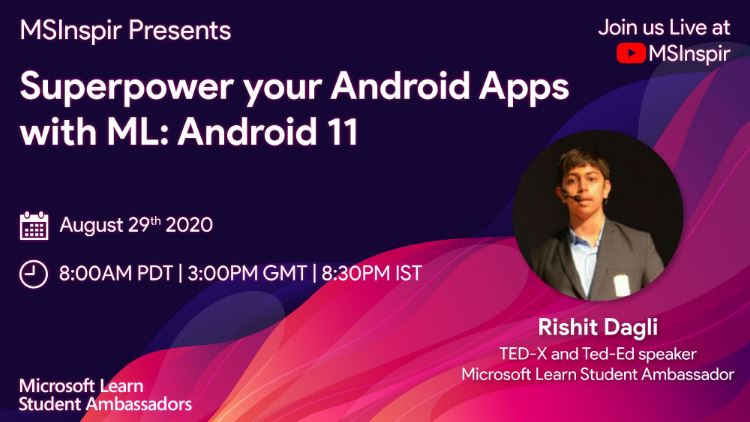 MSInspir Presents
Join us Live at
MSInspir
Superpower your Android Apps
with ML: Android 11
August 29th 2020
8:00AM PDT | 3:00PM GMT | 8:30PM IST
Rishit Dagli
TED-X and Ted-Ed speaker
Microsoft Learn Student Ambassador
Microsoft Learn
Student Ambassadors